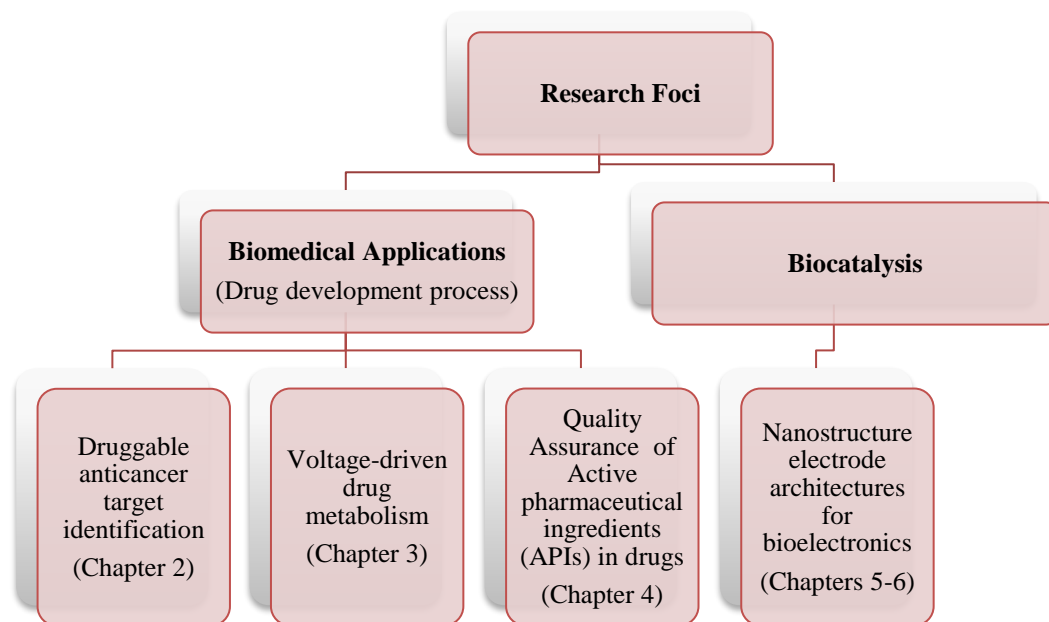 Research Foci
Biomedical Applications
(Drug development process)
Biocatalysis
Druggable
anticancer
target
identification
(Chapter 2)
Voltage-driven
drug
metabolism
(Chapter 3)
Quality
Assurance of
Active
pharmaceutical
ingredients
(APIs) in drugs
(Chapter 4)
Nanostructure
electrode
architectures
for
bioelectronics
(Chapters 5-6)